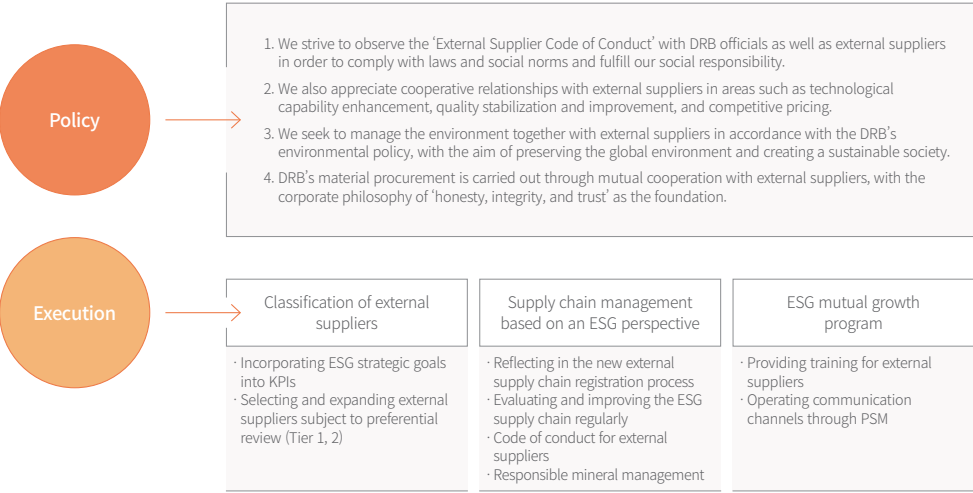 Policy
1. We strive to observe the ‘External Supplier Code of Conduct’ with DRB officials as well as external suppliers
in order to comply with laws and social norms and fulfill our social responsibility.
2. We also appreciate cooperative relationships with external suppliers in areas such as technological
capability enhancement, quality stabilization and improvement, and competitive pricing.
3. We seek to manage the environment together with external suppliers in accordance with the DRB’s
environmental policy, with the aim of preserving the global environment and creating a sustainable society.
4. DRB’s material procurement is carried out through mutual cooperation with external suppliers, with the
corporate philosophy of ‘honesty, integrity, and trust’ as the foundation.
Execution
Classification of external
suppliers
· Incorporating ESG strategic goals
into KPIs
· Selecting and expanding external
suppliers subject to preferential
review (Tier 1, 2)
Supply chain management
based on an ESG perspective
· Reflecting in the new external
supply chain registration process
· Evaluating and improving the ESG
supply chain regularly
· Code of conduct for external
suppliers
· Responsible mineral management
ESG mutual growth
program
· Providing training for external
suppliers
· Operating communication
channels through PSM